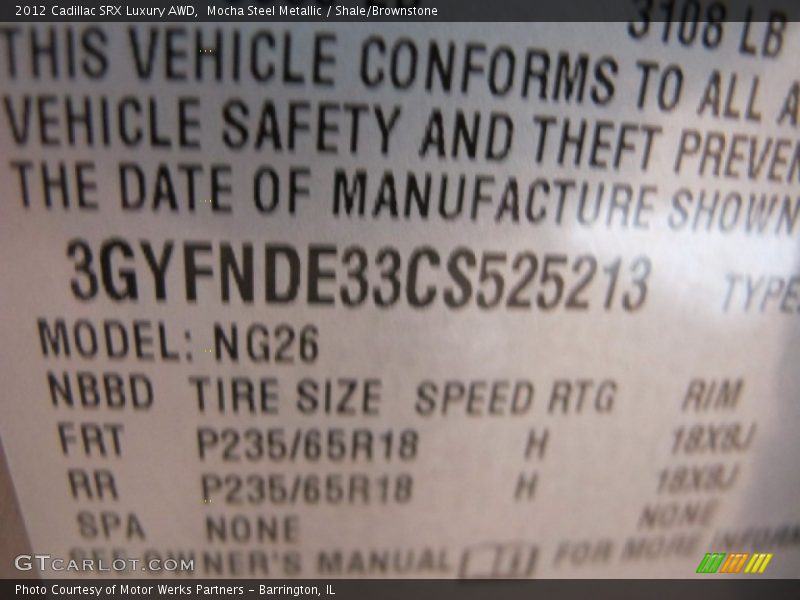 2012 Cadillac SRX Luxury AWD, Mocha Steel Metallic / Shale/Brownstone
3108 LB
THIS VEHICLE CONFORMS TO ALL A
VEHICLE SAFETY AND THEFT PREVEN
THE DATE OF MANUFACTURE SHOWN
3GYFNDE33CS525213 TYPE
MODEL: NG26
NBBD TIRE SIZE SPEED RTG RIM
FRT P235/65R18 H 18X8J
RR P235/65R18 H 18X8J
SPA NONE NONE
SEE OWNER'S MANUAL FOR MORE INFORM
GTCARLOT.COM
Photo Courtesy of Motor Werks Partners - Barrington, IL